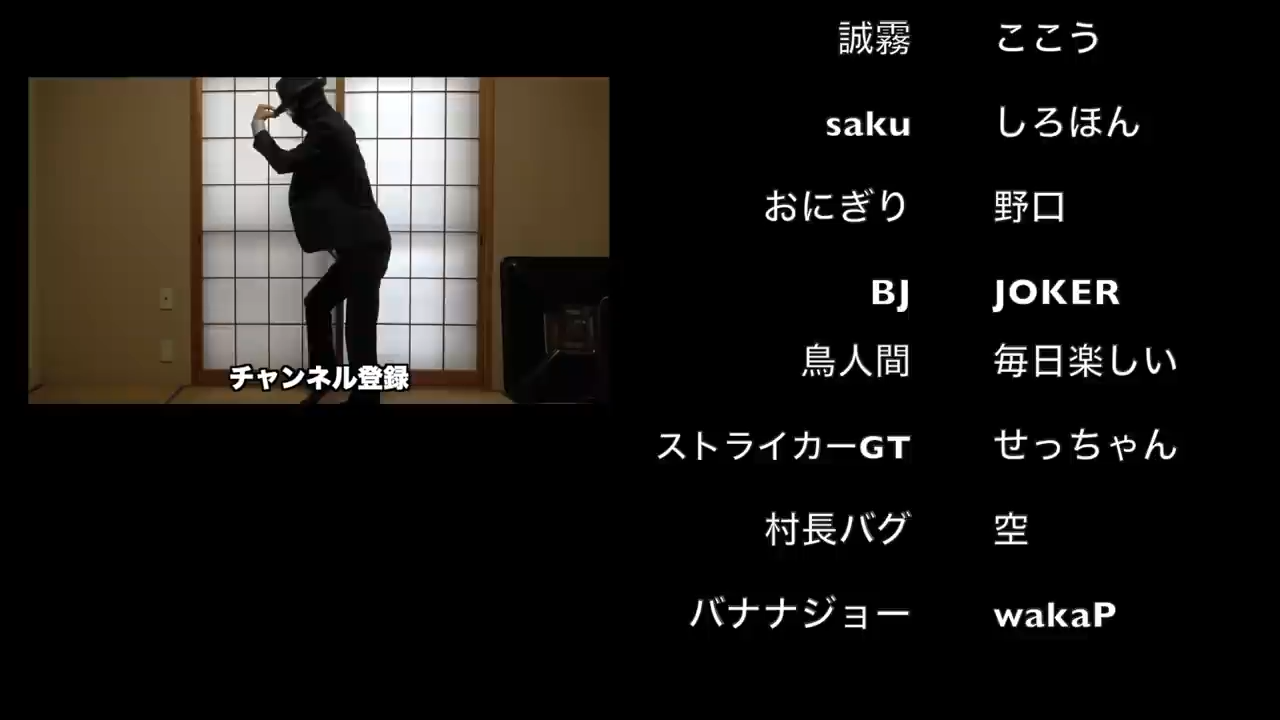 誠霧 ここう
saku しろほん
おにぎり 野口
BJ JOKER
鳥人間 毎日楽しい
ストライカーGT せっちゃん
村長バグ 空
バナナジョー wakaP
チャンネル登録